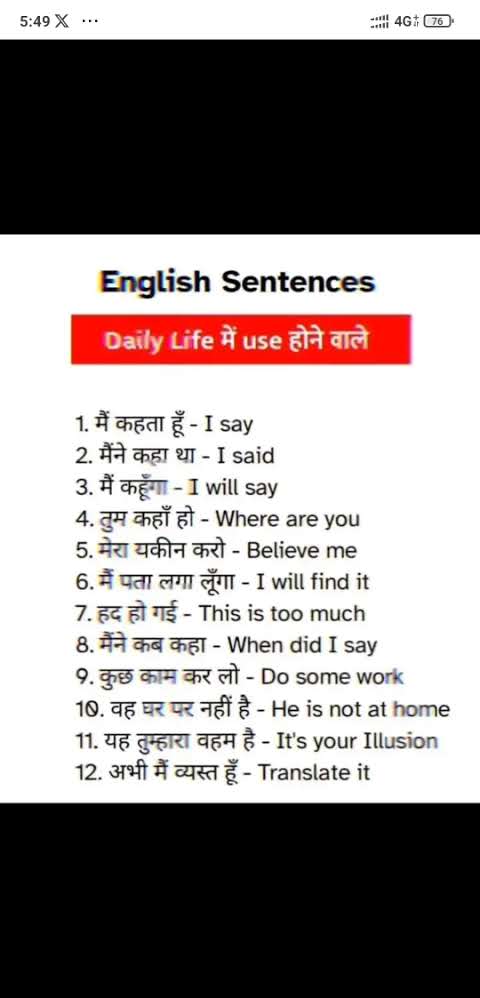 5:49 X ...
4G 76
English Sentences
Daily Life में use होने वाले
1. मैं कहता हूँ - I say
2. मैंने कहा था - I said
3. मैं कहूँगा - I will say
4. तुम कहाँ हो - Where are you
5. मेरा यकीन करो - Believe me
6. मैं पता लगा लूँगा - I will find it
7. हद हो गई - This is too much
8. मैंने कब कहा - When did I say
9. कुछ काम कर लो - Do some work
10. वह घर पर नहीं है - He is not at home
11. यह तुम्हारा वहम है - It's your Illusion
12. अभी मैं व्यस्त हूँ - Translate it